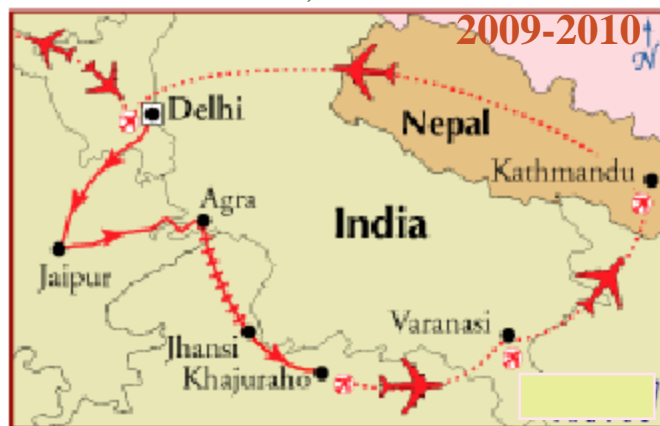 2009-2010
N
Delhi
Nepal
Kathmandu
Agra
India
Jaipur
Varanasi
Jhansi
Khajuraho